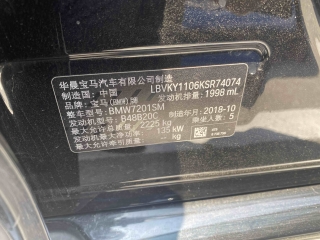 华晨宝马汽车有限公司制造
制造国：中国 LBVKY1106KSR74074
品牌：宝马(BMW)牌 发动机排量：1998 mL
整车型号：BMW7201SM
发动机型号：B48B20C 制造年月：2018-10
最大允许总质量：2225 kg 乘坐人数：5
发动机最大净功率：135 kW
最大允许牵引质量：— kg